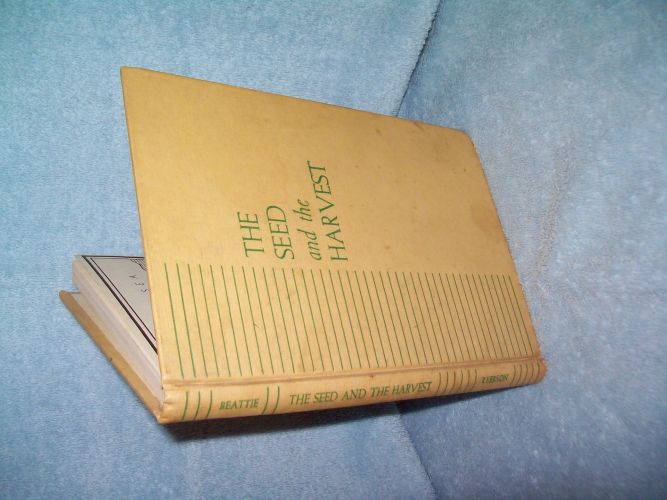 THE
SEED
and the
HARVEST
BEATTIE THE SEED AND THE HARVEST RYERSON